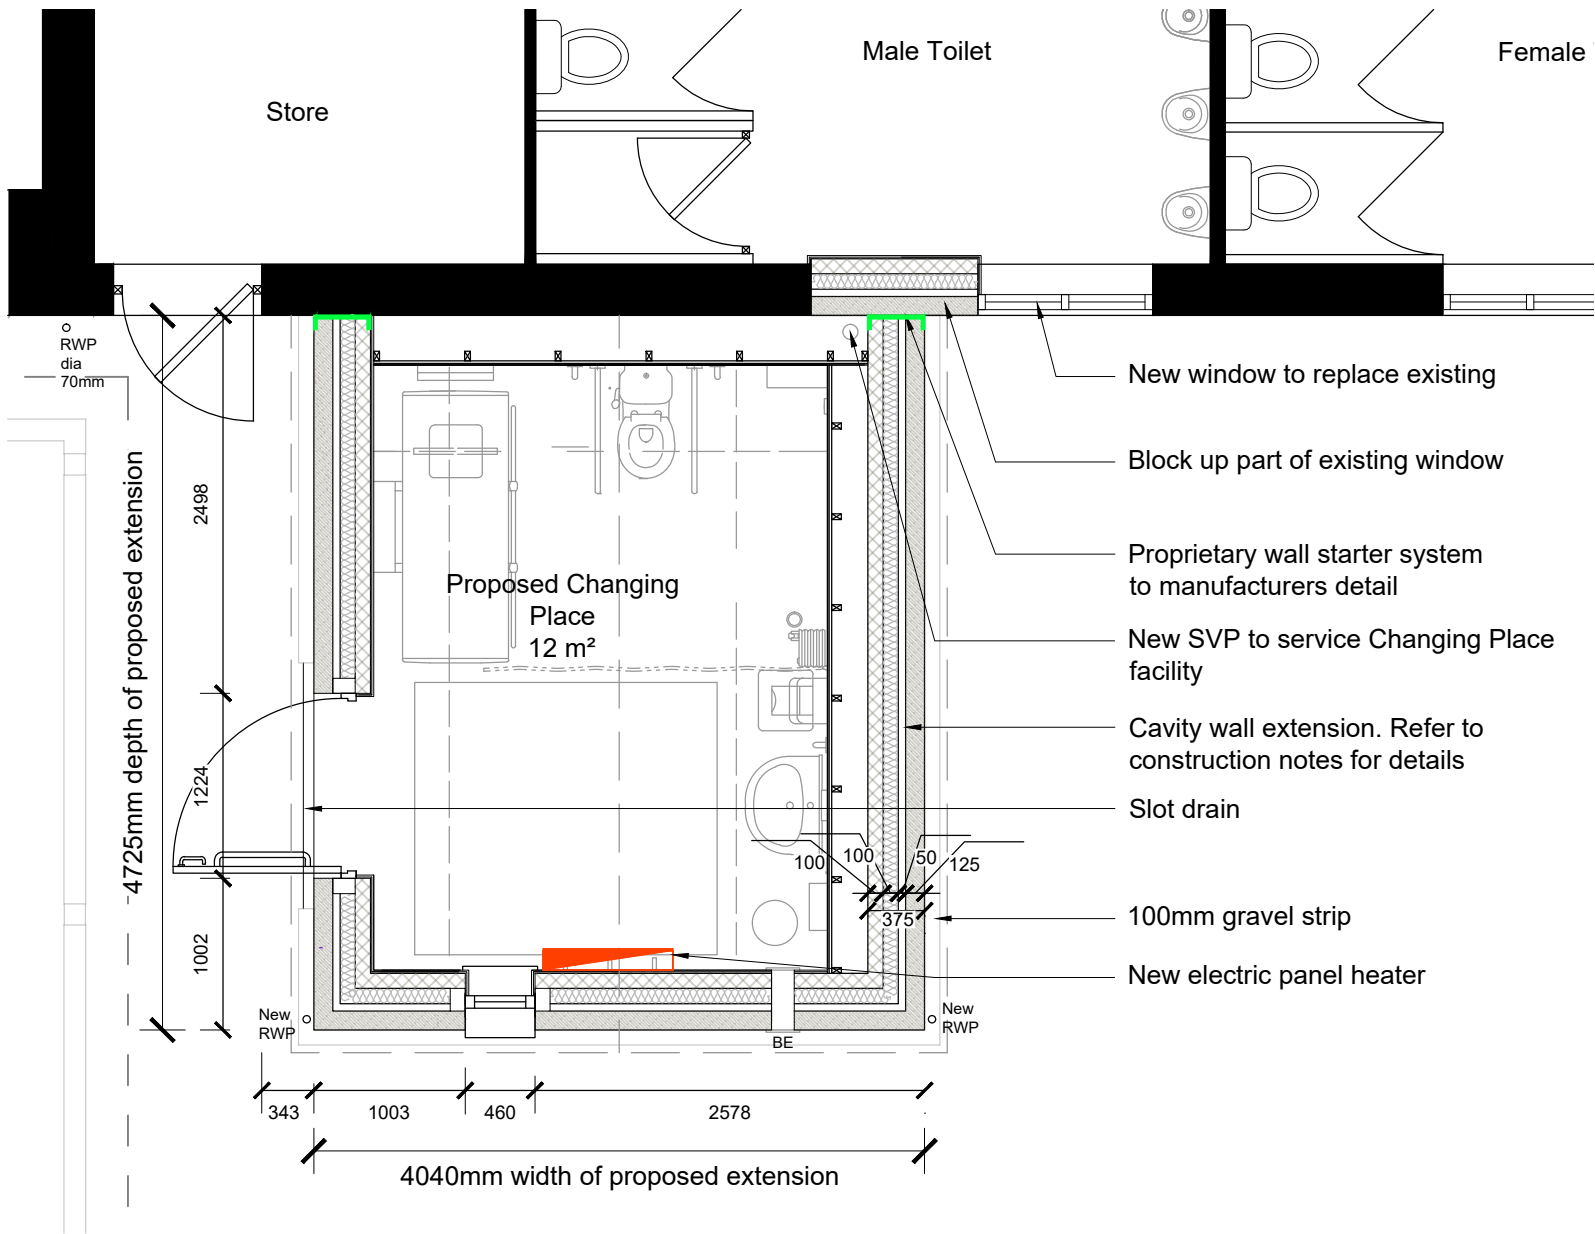 Male Toilet
Female
Store
RWP
dia
70mm
New window to replace existing
Block up part of existing window
2498
4725mm depth of proposed extension
Proprietary wall starter system
to manufacturers detail
Proposed Changing
Place
12 m²
New SVP to service Changing Place
facility
Cavity wall extension. Refer to
construction notes for details
1224
Slot drain
100
100
50
125
375
100mm gravel strip
1002
New electric panel heater
New
RWP
New
RWP
BE
343
1003
460
2578
4040mm width of proposed extension